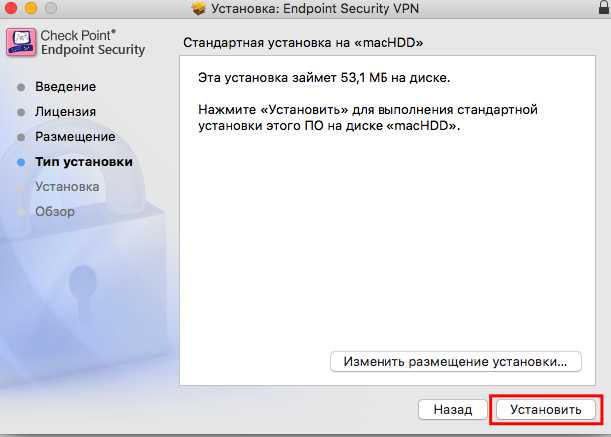 Установка: Endpoint Security VPN
Check Point®
Endpoint Security
Стандартная установка на «macHDD»
Введение
Лицензия
Размещение
Тип установки
Установка
Обзор
Эта установка займет 53,1 МБ на диске.
Нажмите «Установить» для выполнения стандартной
установки этого ПО на диске «macHDD».
Изменить размещение установки...
Назад
Установить